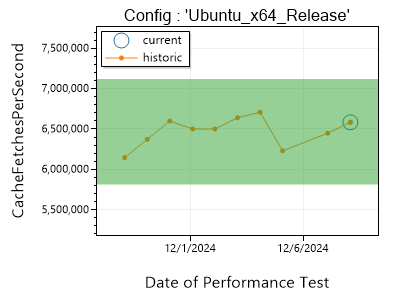 Config : 'Ubuntu_x64_Release'
current
historic
CacheFetchesPerSecond
7,500,000
7,000,000
6,500,000
6,000,000
5,500,000
12/1/2024
12/6/2024
Date of Performance Test